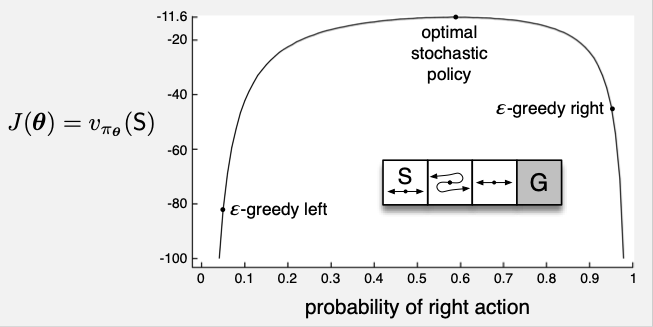 -11.6
-20
-40
-60
-80
-100
J(θ) = v_{π_θ}(S)
optimal
stochastic
policy
ε-greedy right
S
G
ε-greedy left
0 0.1 0.2 0.3 0.4 0.5 0.6 0.7 0.8 0.9 1
probability of right action